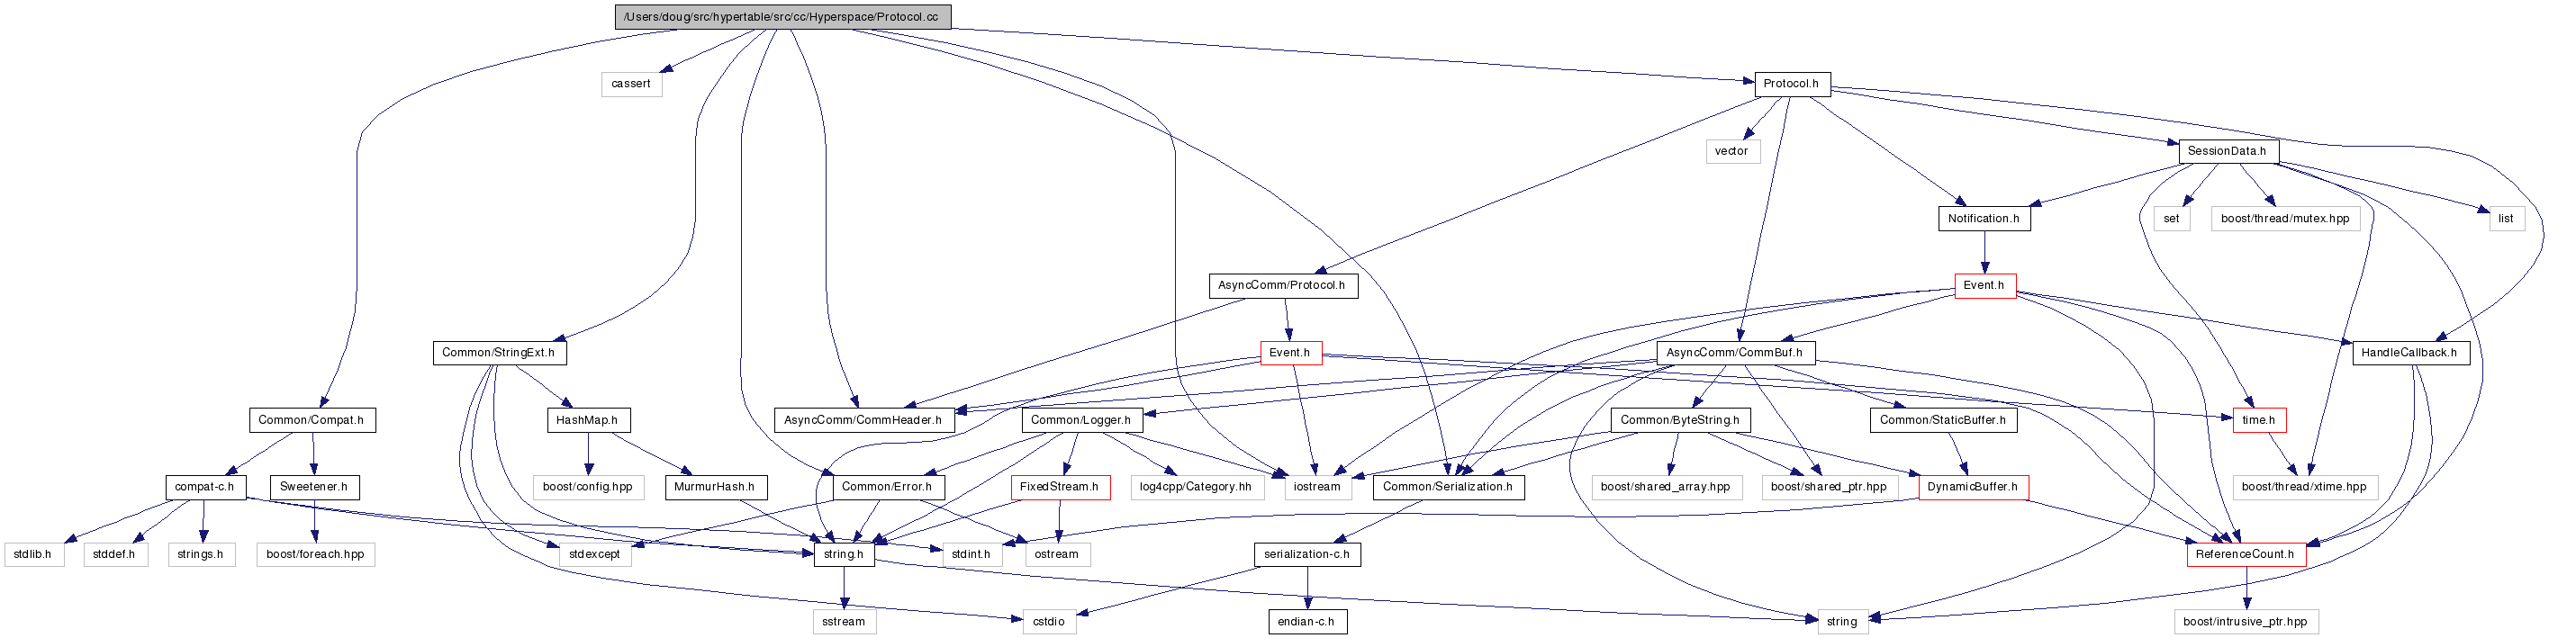 /Users/doug/src/hypertable/src/cc/Hyperspace/Protocol.cc
cassert
Protocol.h
vector
SessionData.h
Notification.h
set
boost/thread/mutex.hpp
list
AsyncComm/Protocol.h
Event.h
Common/StringExt.h
Event.h
AsyncComm/CommBuf.h
HandleCallback.h
Common/Compat.h
HashMap.h
AsyncComm/CommHeader.h
Common/Logger.h
Common/ByteString.h
Common/StaticBuffer.h
time.h
compat-c.h
Sweetener.h
boost/config.hpp
MurmurHash.h
Common/Error.h
FixedStream.h
log4cpp/Category.hh
iostream
Common/Serialization.h
boost/shared_array.hpp
boost/shared_ptr.hpp
DynamicBuffer.h
boost/thread/xtime.hpp
stdlib.h
stddef.h
strings.h
boost/foreach.hpp
stdexcept
string.h
stdint.h
ostream
serialization-c.h
ReferenceCount.h
sstream
cstdio
endian-c.h
string
boost/intrusive_ptr.hpp